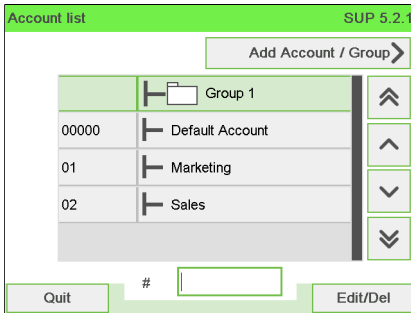 Account list SUP 5.2.1
Add Account / Group
Group 1
00000 Default Account
01 Marketing
02 Sales
#
Quit Edit/Del